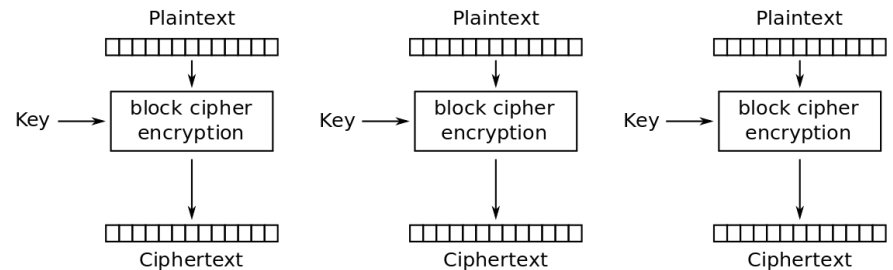 Plaintext
Plaintext
Plaintext
Key
block cipher
encryption
Key
block cipher
encryption
Key
block cipher
encryption
Ciphertext
Ciphertext
Ciphertext